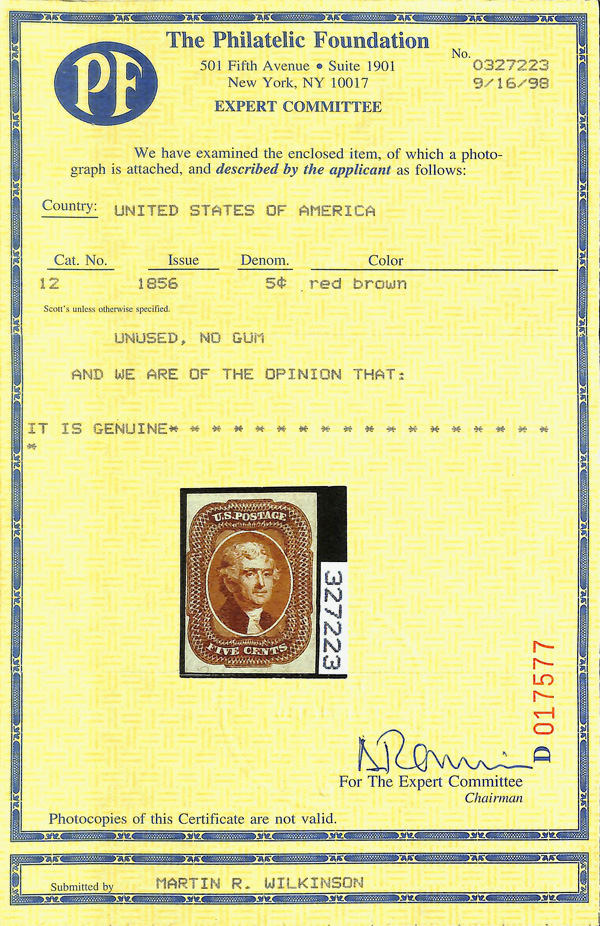 PF
The Philatelic Foundation
501 Fifth Avenue • Suite 1901
New York, NY 10017
EXPERT COMMITTEE
No. 0327223
9/16/98
We have examined the enclosed item, of which a photo-
graph is attached, and described by the applicant as follows:
Country: UNITED STATES OF AMERICA
Cat. No. Issue Denom. Color
12 1856 5¢ red brown
Scott's unless otherwise specified.
UNUSED, NO GUM
AND WE ARE OF THE OPINION THAT:
IT IS GENUINE* * * * * * * * * * * * * * * * * *
*
U.S. POSTAGE
FIVE CENTS
327223
D 017577
For The Expert Committee
Chairman
Photocopies of this Certificate are not valid.
Submitted by MARTIN R. WILKINSON